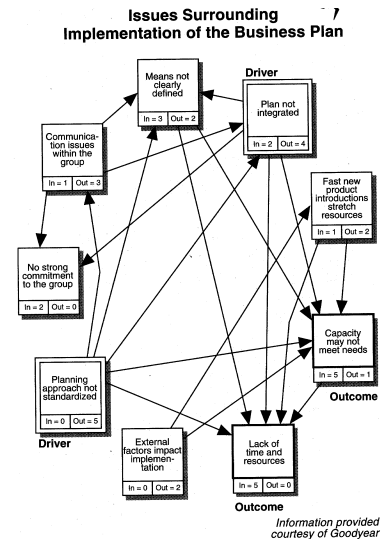 Issues Surrounding
Implementation of the Business Plan
Means not
clearly
defined
In = 3 Out = 2
Driver
Plan not
integrated
In = 2 Out = 4
Communica-
tion issues
within the
group
In = 1 Out = 3
Fast new
product
introductions
stretch
resources
In = 1 Out = 2
No strong
commitment
to the group
In = 2 Out = 0
Capacity
may not
meet needs
In = 5 Out = 1
Outcome
Planning
approach not
standardized
In = 0 Out = 5
Driver
External
factors impact
implemen-
tation
In = 0 Out = 2
Lack of
time and
resources
In = 5 Out = 0
Outcome
Information provided
courtesy of Goodyear